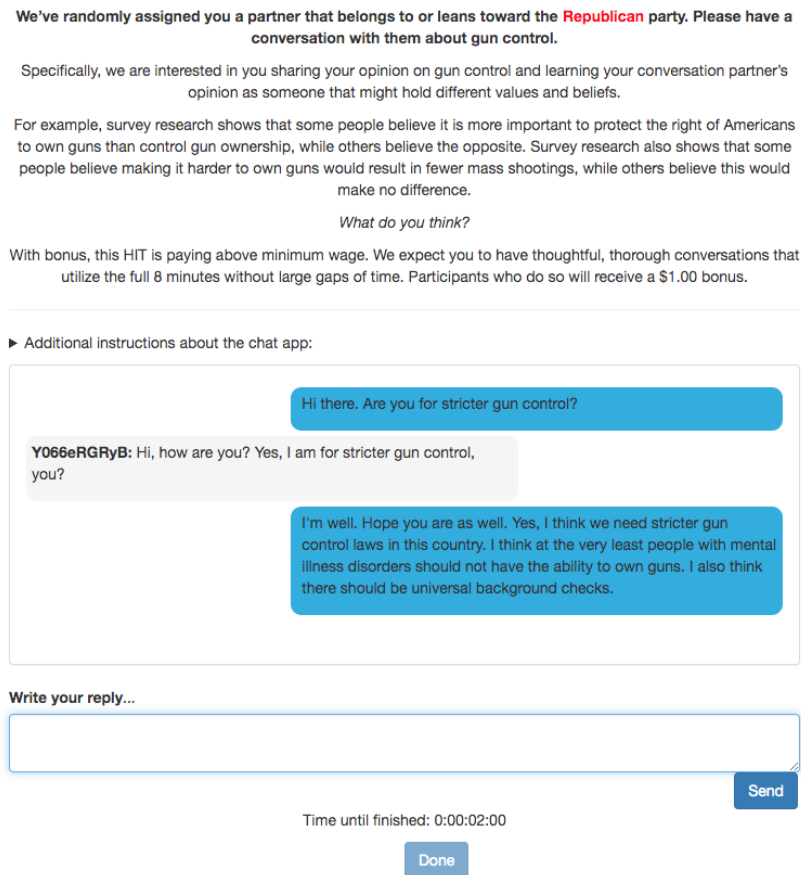 We've randomly assigned you a partner that belongs to or leans toward the Republican party. Please have a
conversation with them about gun control.
Specifically, we are interested in you sharing your opinion on gun control and learning your conversation partner's
opinion as someone that might hold different values and beliefs.
For example, survey research shows that some people believe it is more important to protect the right of Americans
to own guns than control gun ownership, while others believe the opposite. Survey research also shows that some
people believe making it harder to own guns would result in fewer mass shootings, while others believe this would
make no difference.
What do you think?
With bonus, this HIT is paying above minimum wage. We expect you to have thoughtful, thorough conversations that
utilize the full 8 minutes without large gaps of time. Participants who do so will receive a $1.00 bonus.
▶ Additional instructions about the chat app:
Hi there. Are you for stricter gun control?
Y066eRGRyB: Hi, how are you? Yes, I am for stricter gun control,
you?
I'm well. Hope you are as well. Yes, I think we need stricter gun
control laws in this country. I think at the very least people with mental
illness disorders should not have the ability to own guns. I also think
there should be universal background checks.
Write your reply...
Send
Time until finished: 0:00:02:00
Done